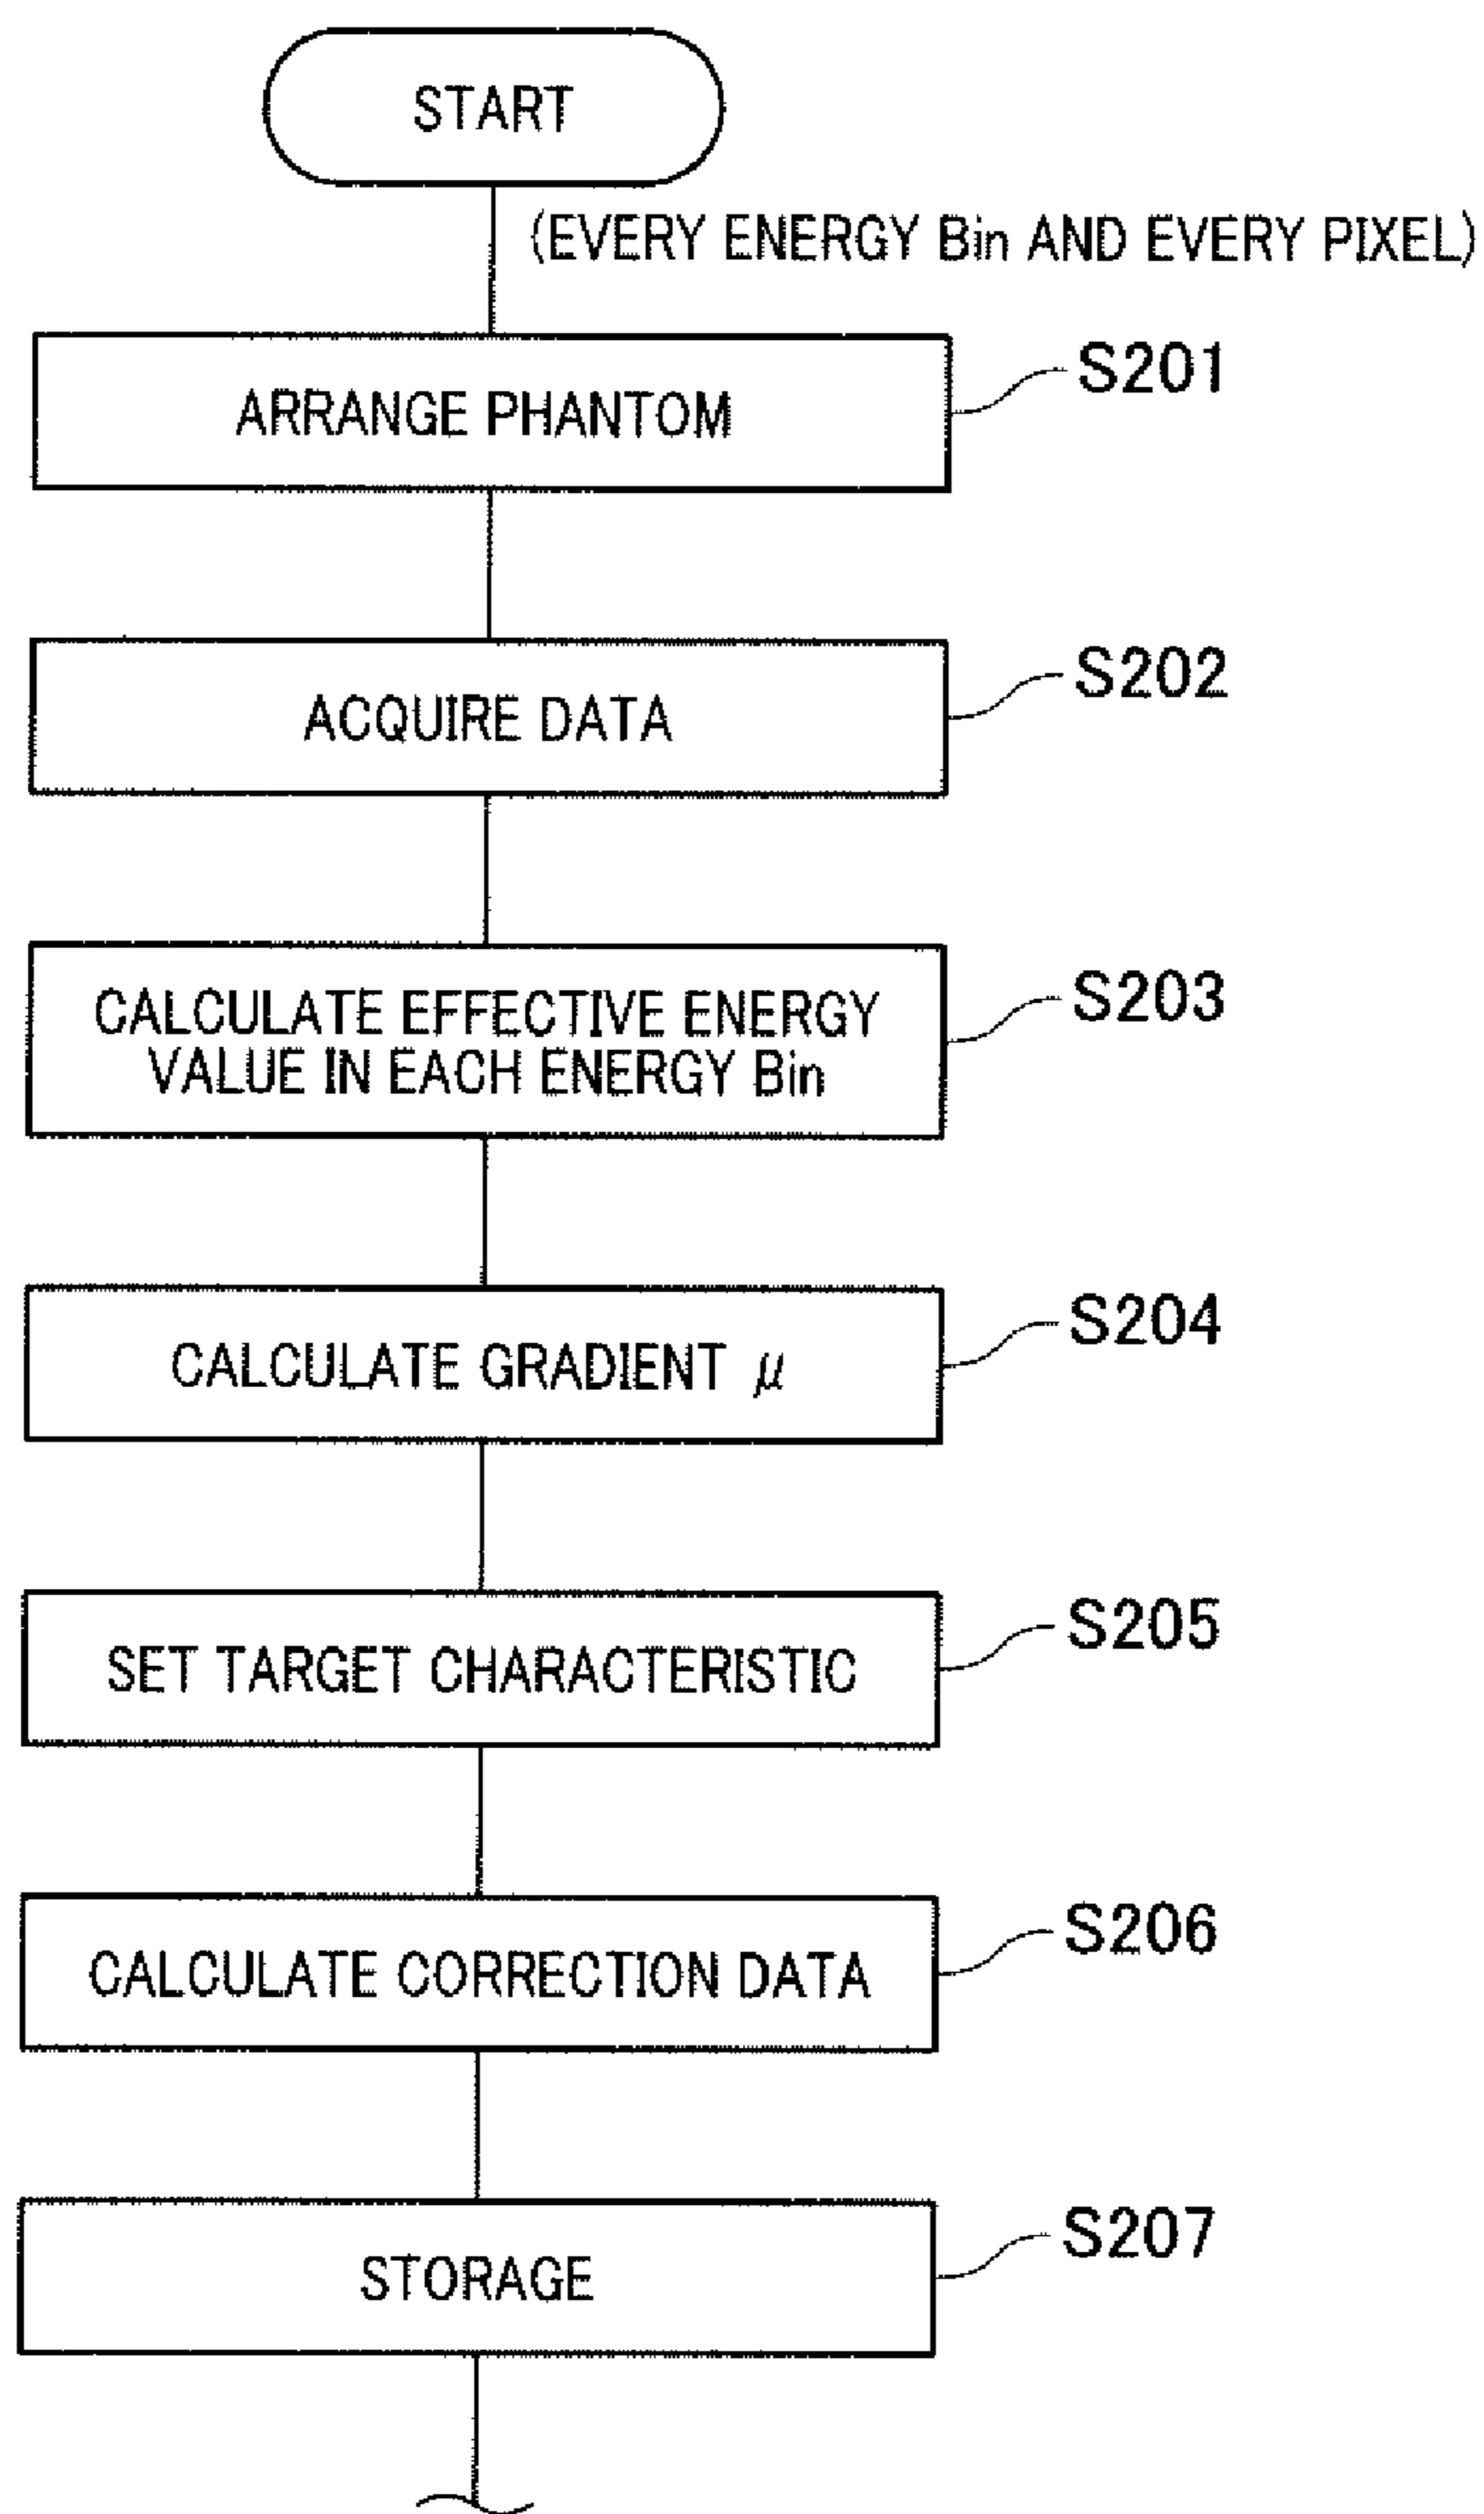 START
(EVERY ENERGY Bin AND EVERY PIXEL)
ARRANGE PHANTOM
S201
ACQUIRE DATA
S202
CALCULATE EFFECTIVE ENERGY
VALUE IN EACH ENERGY Bin
S203
CALCULATE GRADIENT μ
S204
SET TARGET CHARACTERISTIC
S205
CALCULATE CORRECTION DATA
S206
STORAGE
S207